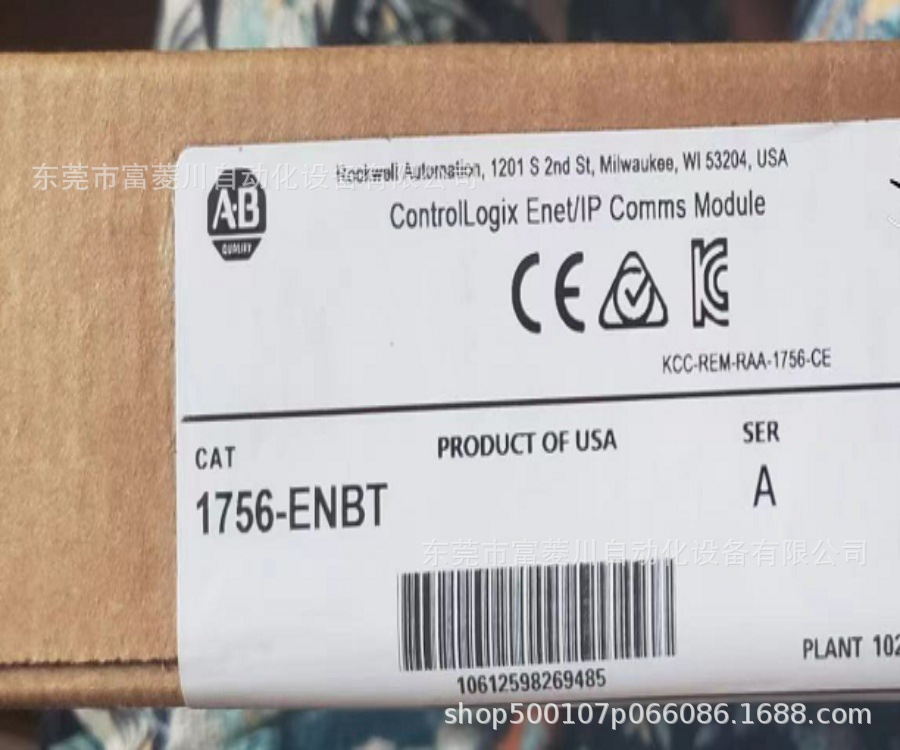 东莞市富菱川自动化设备有限公司
Rockwell Automation, 1201 S 2nd St, Milwaukee, WI 53204, USA
A·B
QUALITY
ControlLogix Enet/IP Comms Module
CE
KCC-REM-RAA-1756-CE
CAT
PRODUCT OF USA
SER
1756-ENBT
A
东莞市富菱川自动化设备有限公司
PLANT 102
10612598269485
shop500107p066086.1688.com